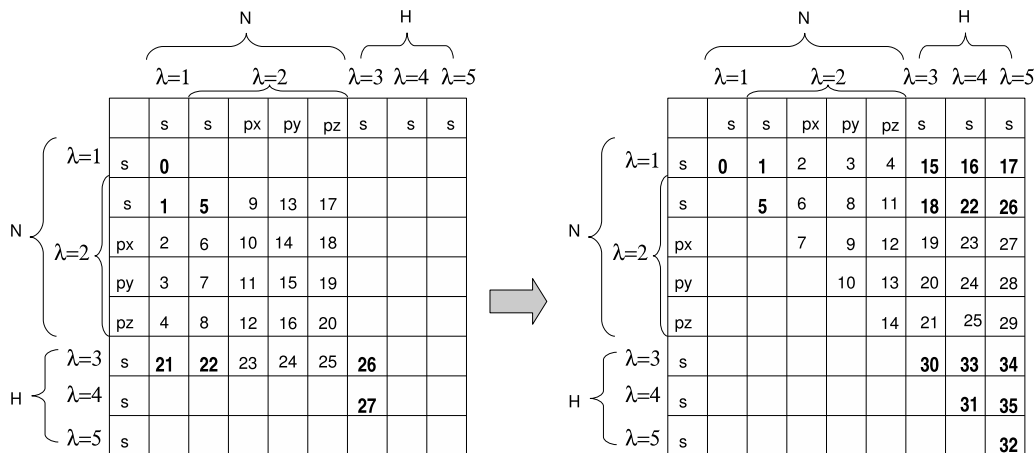 N H N H
λ=1 λ=2 λ=3 λ=4 λ=5 λ=1 λ=2 λ=3 λ=4 λ=5
s s px py pz s s s s s px py pz s s s
λ=1 s 0 λ=1 s 0 1 2 3 4 15 16 17
s 1 5 9 13 17 s 5 6 8 11 18 22 26
N λ=2 px 2 6 10 14 18 N λ=2 px 7 9 12 19 23 27
py 3 7 11 15 19 py 10 13 20 24 28
pz 4 8 12 16 20 pz 14 21 25 29
λ=3 s 21 22 23 24 25 26 λ=3 s 30 33 34
H λ=4 s 27 H λ=4 s 31 35
λ=5 s λ=5 s 32